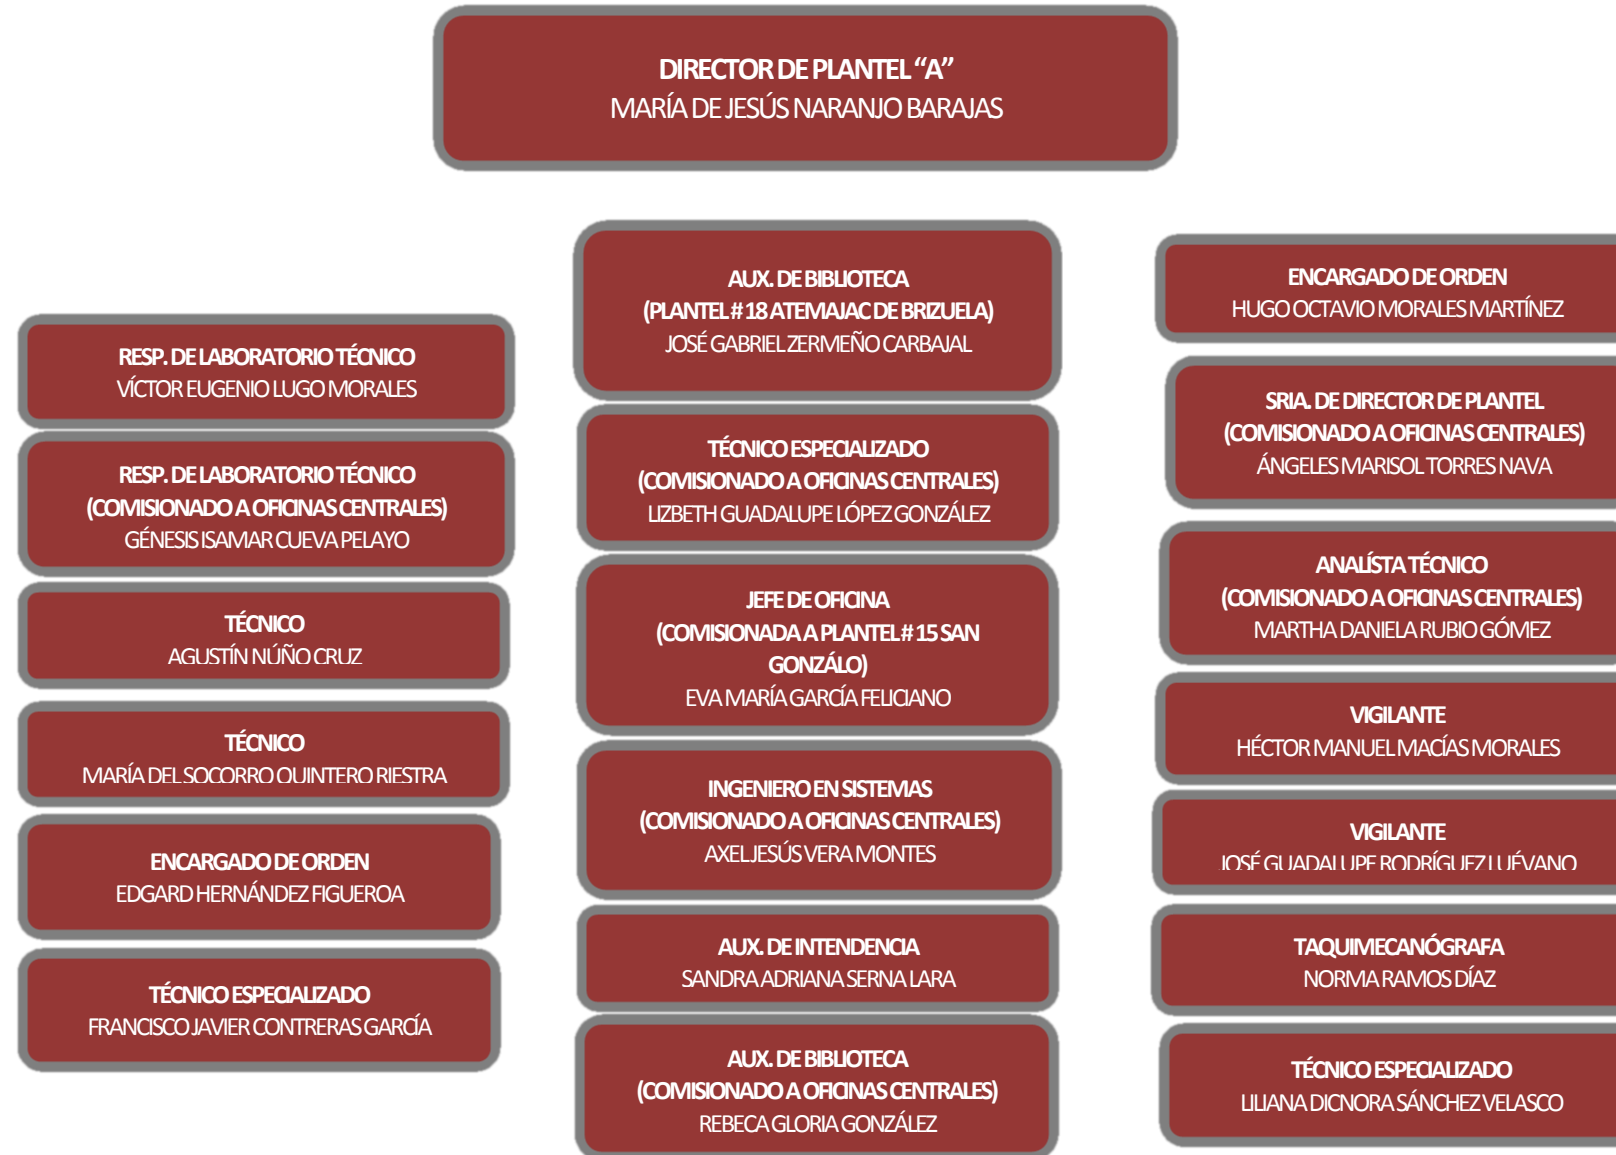 DIRECTOR DE PLANTEL “A”
MARÍA DE JESÚS NARANJO BARAJAS
RESP. DE LABORATORIO TÉCNICO
VÍCTOR EUGENIO LUGO MORALES
RESP. DE LABORATORIO TÉCNICO
(COMISIONADO A OFICINAS CENTRALES)
GÉNESIS ISAMAR CUEVA PELAYO
TÉCNICO
AGUSTÍN NÚÑO CRUZ
TÉCNICO
MARÍA DEL SOCORRO QUINTERO RIESTRA
ENCARGADO DE ORDEN
EDGARD HERNÁNDEZ FIGUEROA
TÉCNICO ESPECIALIZADO
FRANCISCO JAVIER CONTRERAS GARCÍA
AUX. DE BIBLIOTECA
(PLANTEL # 18 ATEMAJAC DE BRIZUELA)
JOSÉ GABRIEL ZERMEÑO CARBAJAL
TÉCNICO ESPECIALIZADO
(COMISIONADO A OFICINAS CENTRALES)
LIZBETH GUADALUPE LÓPEZ GONZÁLEZ
JEFE DE OFICINA
(COMISIONADA A PLANTEL # 15 SAN
GONZÁLO)
EVA MARÍA GARCÍA FELICIANO
INGENIERO EN SISTEMAS
(COMISIONADO A OFICINAS CENTRALES)
AXEL JESÚS VERA MONTES
AUX. DE INTENDENCIA
SANDRA ADRIANA SERNA LARA
AUX. DE BIBLIOTECA
(COMISIONADO A OFICINAS CENTRALES)
REBECA GLORIA GONZÁLEZ
ENCARGADO DE ORDEN
HUGO OCTAVIO MORALES MARTÍNEZ
SRIA. DE DIRECTOR DE PLANTEL
(COMISIONADO A OFICINAS CENTRALES)
ÁNGELES MARISOL TORRES NAVA
ANALÍSTA TÉCNICO
(COMISIONADO A OFICINAS CENTRALES)
MARTHA DANIELA RUBIO GÓMEZ
VIGILANTE
HÉCTOR MANUEL MACÍAS MORALES
VIGILANTE
JOSÉ GUADALUPE RODRÍGUEZ LUÉVANO
TAQUIMECANÓGRAFA
NORMA RAMOS DÍAZ
TÉCNICO ESPECIALIZADO
LILIANA DICNORA SÁNCHEZ VELASCO